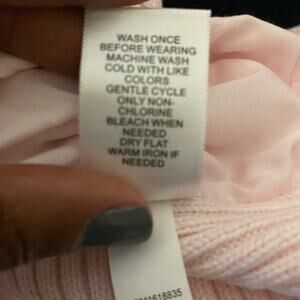 WASH ONCE
BEFORE WEARING
MACHINE WASH
COLD WITH LIKE
COLORS
GENTLE CYCLE
ONLY NON-
CHLORINE
BLEACH WHEN
NEEDED
DRY FLAT
WARM IRON IF
NEEDED